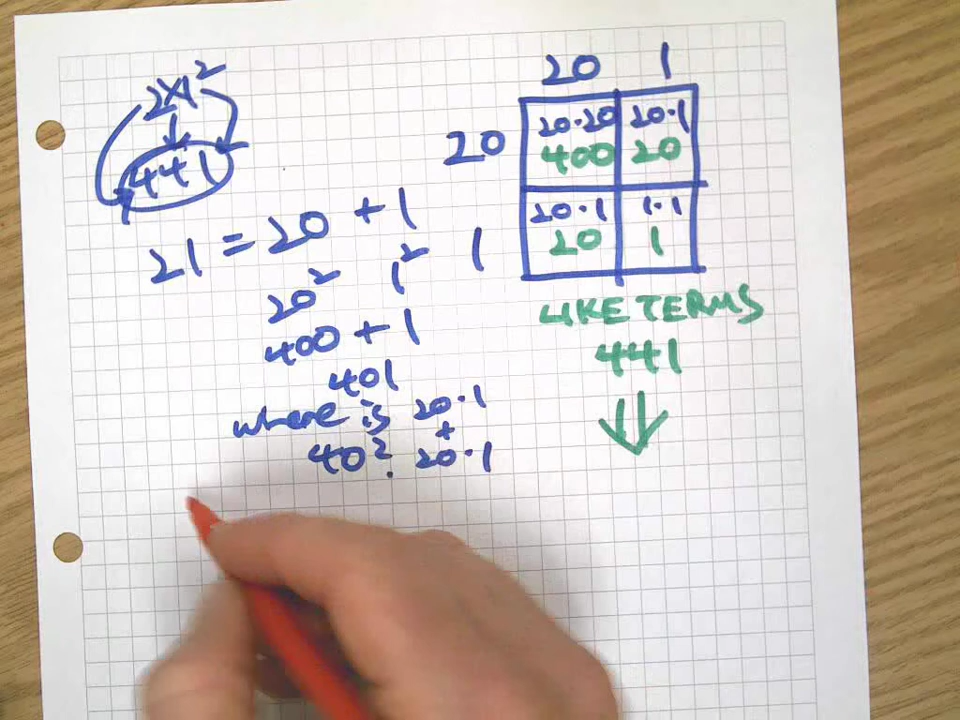 21²
441
21 = 20 + 1
20² 1²
400 + 1
401
where is 20·1
+
40? 20·1
20 1
20 20·20 20·1
400 20
1 20·1 1·1
20 1
LIKE TERMS
441